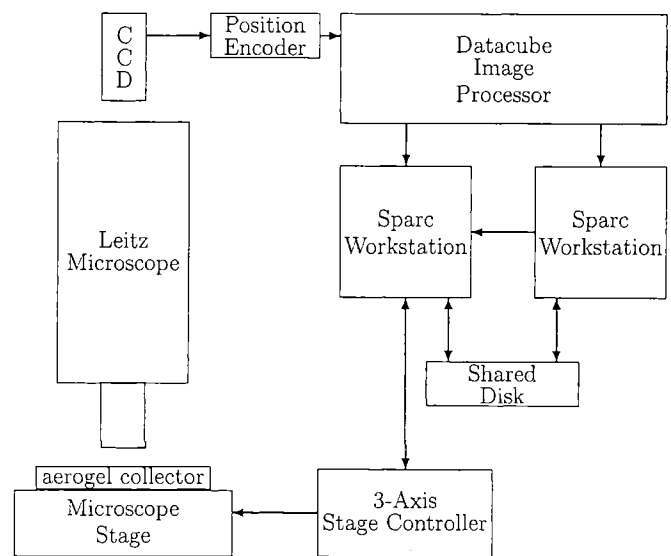 C
C
D
Position
Encoder
Datacube
Image
Processor
Leitz
Microscope
Sparc
Workstation
Sparc
Workstation
Shared
Disk
aerogel collector
Microscope
Stage
3-Axis
Stage Controller